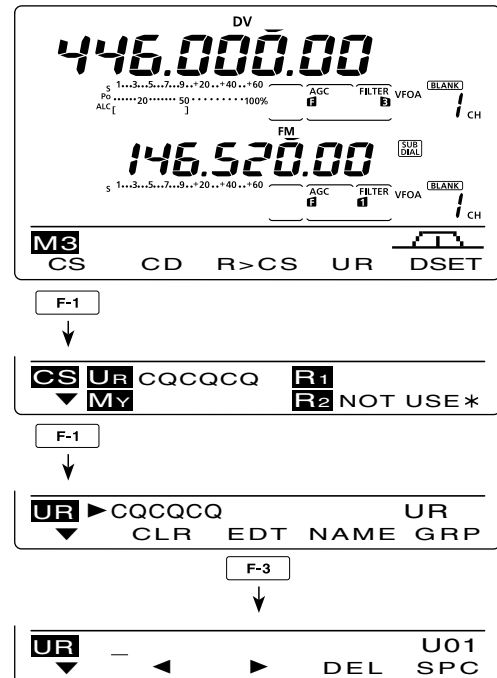 DV
446.000.00
S 1...3...5...7...9..+20..+40..+60
Po ......20....... 50 ..........100%
ALC [ ]
AGC F
FILTER 3
VFOA
BLANK
1 CH
FM
146.520.00
SUB DIAL
S 1...3...5...7...9..+20..+40..+60
AGC F
FILTER 1
VFOA
BLANK
1 CH
M3
CS CD R>CS UR DSET
F-1
CS UR CQCQCQ R1
▼ MY R2 NOT USE*
F-1
UR ►CQCQCQ UR
▼ CLR EDT NAME GRP
F-3
UR _ U01
▼ ◄ ► DEL SPC